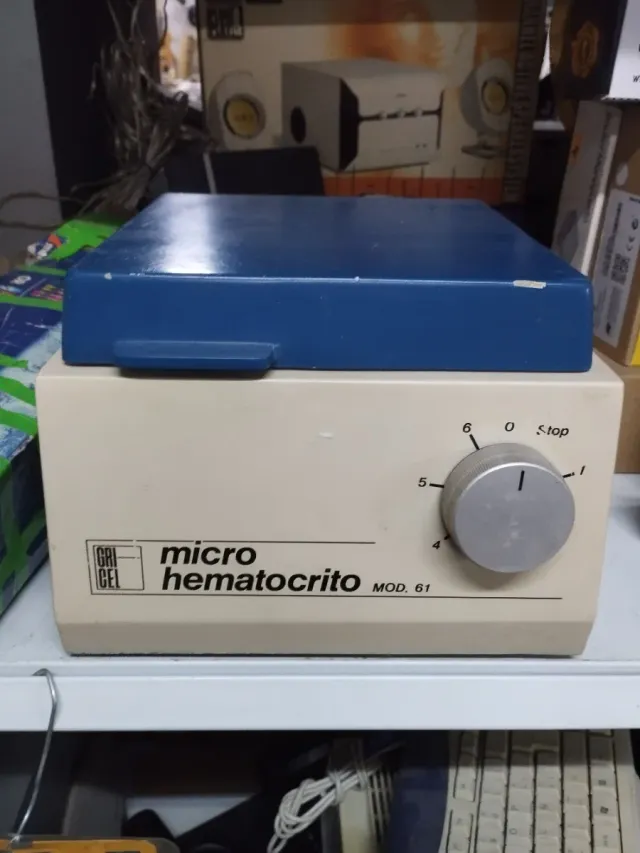 6 0 Stop
1
5
4
GRI
CEL
micro
hematocrito MOD. 61